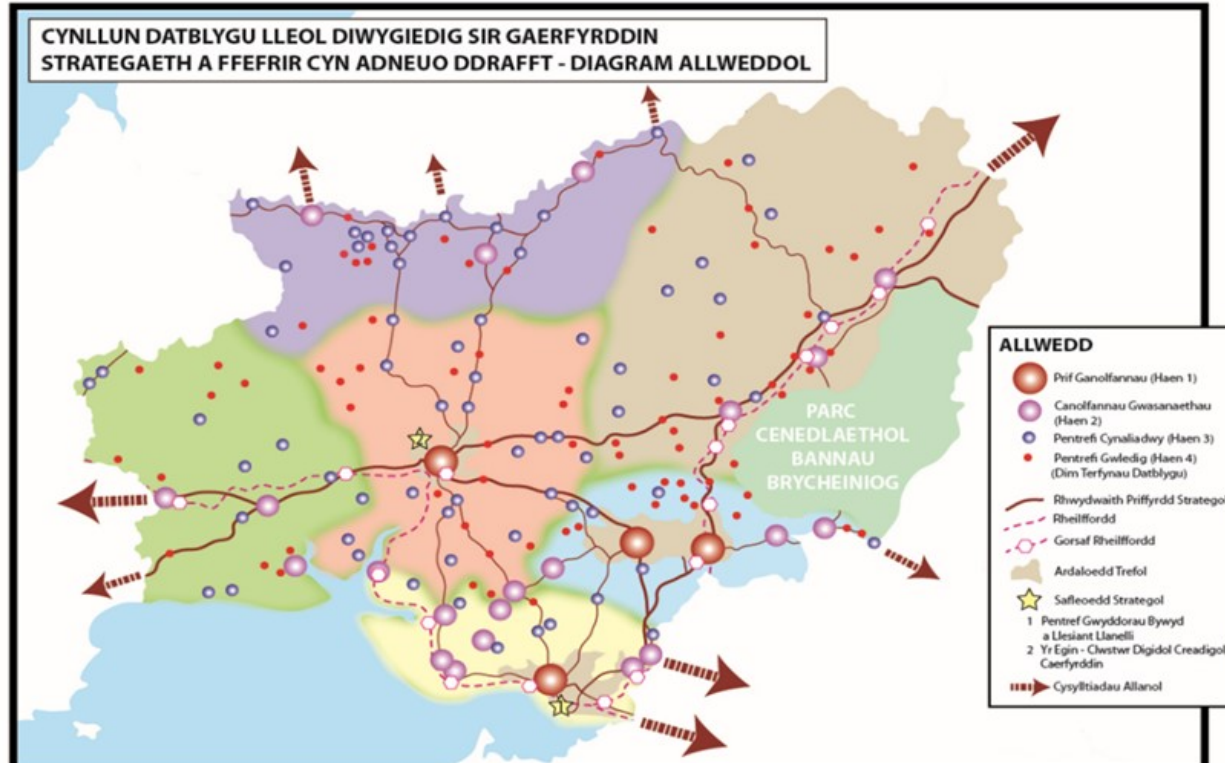 CYNLLUN DATBLYGU LLEOL DIWYGIEDIG SIR GAERFYRDDIN
STRATEGAETH A FFEFRIR CYN ADNEUO DDRAFFT - DIAGRAM ALLWEDDOL
PARC
CENEDLAETHOL
BANNAU
BRYCHEINIOG
ALLWEDD
Prif Ganolfannau (Haen 1)
Canolfannau Gwasanaethau
(Haen 2)
Pentrefi Cynaliadwy (Haen 3)
Pentrefi Gwledig (Haen 4)
(Dim Terfynau Datblygu)
Rhwydwaith Priffyrdd Strategol
Rheilffordd
Gorsaf Rheilffordd
Ardaloedd Trefol
Safleoedd Strategol
1 Pentref Gwyddorau Bywyd
a Llesiant Llanelli
2 Yr Egin - Clwstwr Digidol Creadigol
Caerfyrddin
Cysylltiadau Allanol
2
1